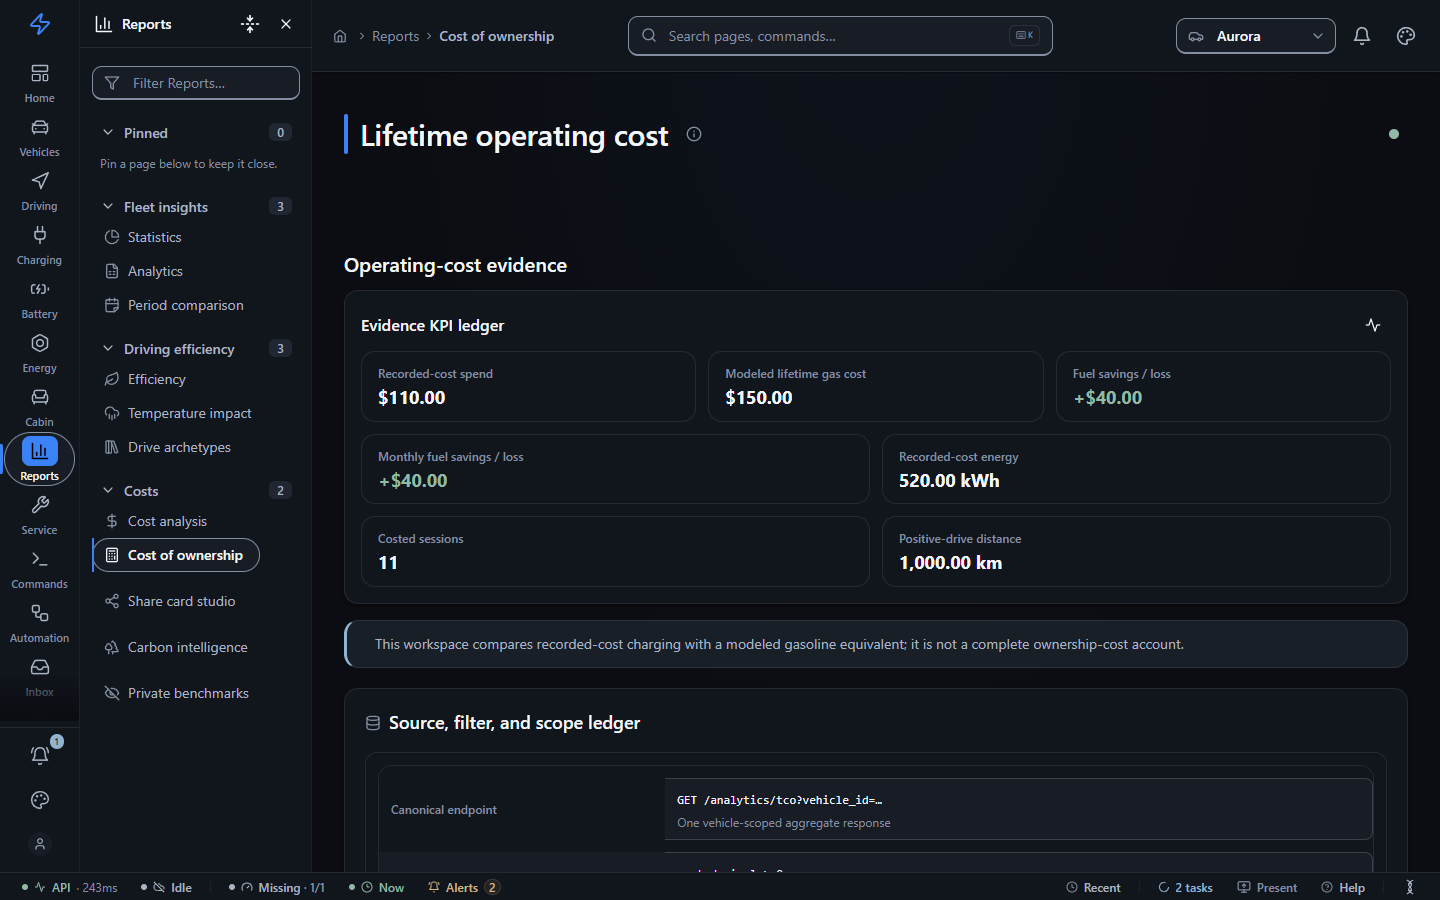 Reports
Reports
Cost of ownership
Search pages, commands...
K
Aurora
Home
Vehicles
Driving
Charging
Battery
Energy
Cabin
Reports
Service
Commands
Automation
Inbox
1
Filter Reports...
Pinned
0
Pin a page below to keep it close.
Fleet insights
3
Statistics
Analytics
Period comparison
Driving efficiency
3
Efficiency
Temperature impact
Drive archetypes
Costs
2
Cost analysis
Cost of ownership
Share card studio
Carbon intelligence
Private benchmarks
Lifetime operating cost
Operating-cost evidence
Evidence KPI ledger
Recorded-cost spend
$110.00
Modeled lifetime gas cost
$150.00
Fuel savings / loss
+$40.00
Monthly fuel savings / loss
+$40.00
Recorded-cost energy
520.00 kWh
Costed sessions
11
Positive-drive distance
1,000.00 km
This workspace compares recorded-cost charging with a modeled gasoline equivalent; it is not a complete ownership-cost account.
Source, filter, and scope ledger
Canonical endpoint
GET /analytics/tco?vehicle_id=…
One vehicle-scoped aggregate response
API · 243ms
Idle
Missing · 1/1
Now
Alerts 2
Recent
2 tasks
Present
Help